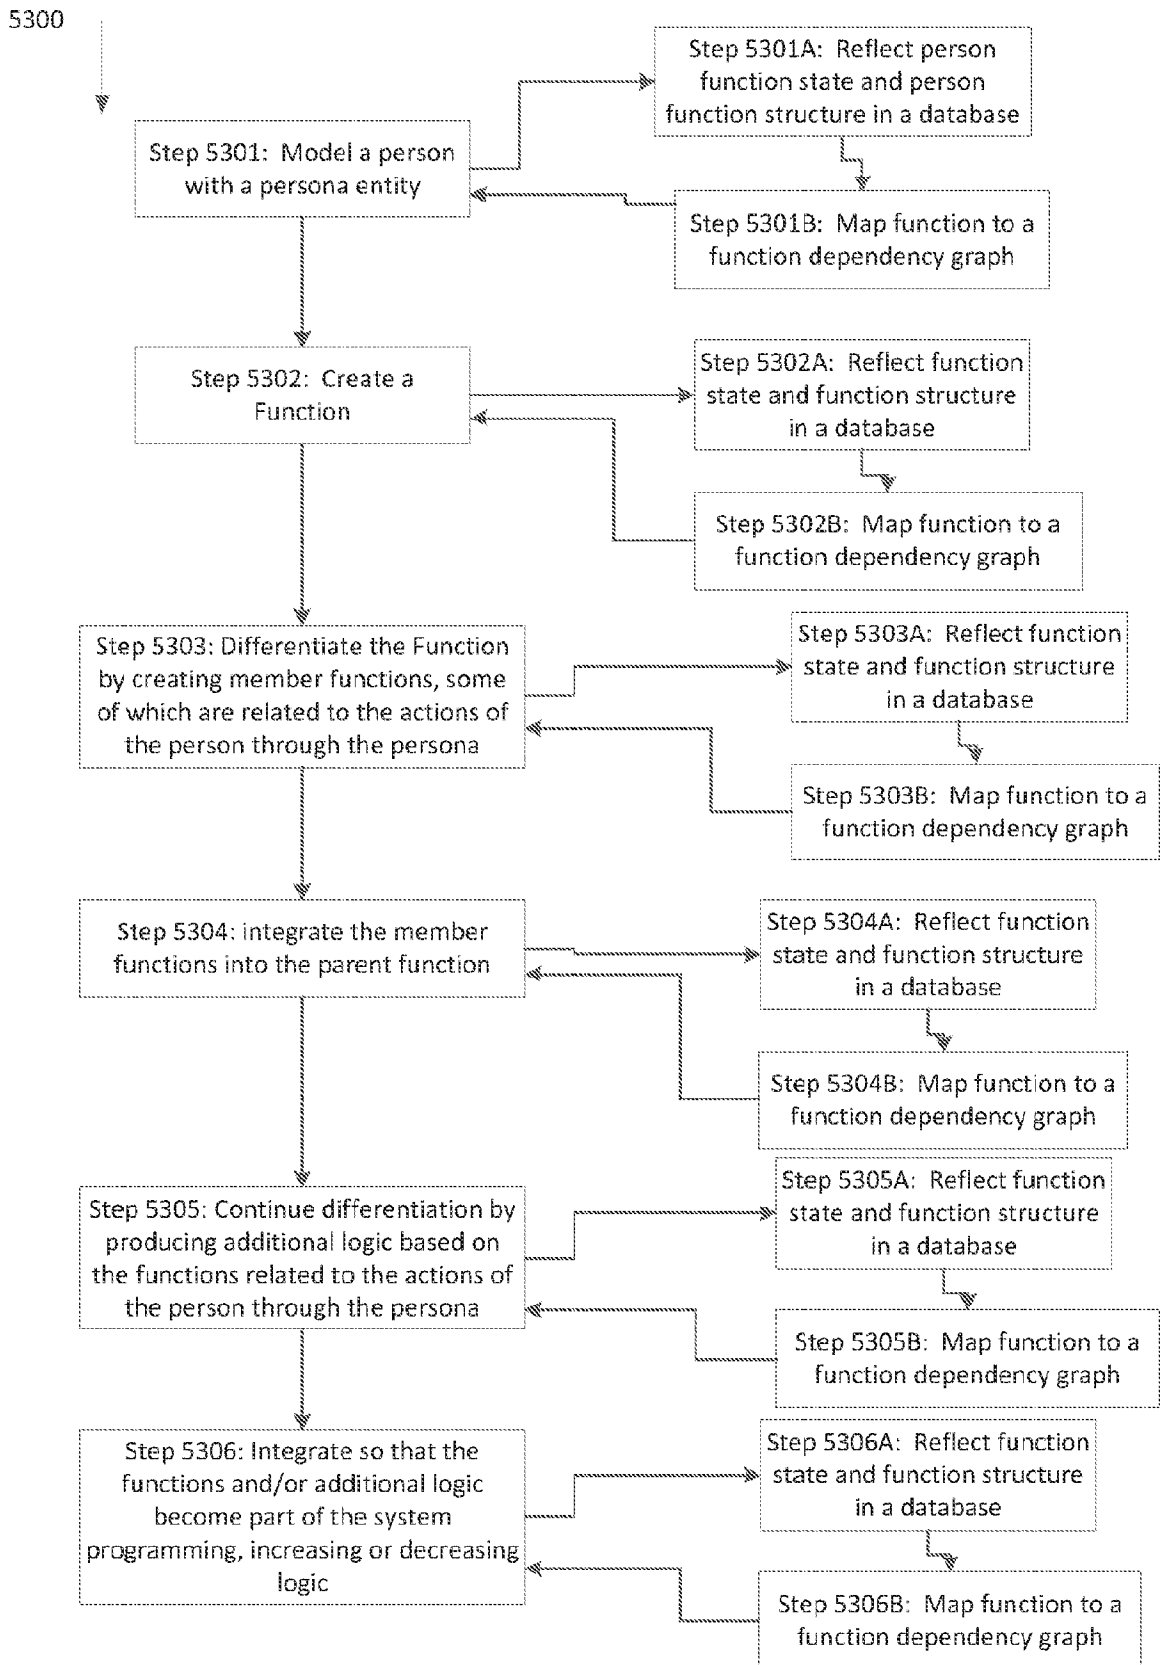 5300
Step 5301A: Reflect person
function state and person
function structure in a database
Step 5301: Model a person
with a persona entity
Step 5301B: Map function to a
function dependency graph
Step 5302: Create a
Function
Step 5302A: Reflect function
state and function structure
in a database
Step 5302B: Map function to a
function dependency graph
Step 5303: Differentiate the Function
by creating member functions, some
of which are related to the actions of
the person through the persona
Step 5303A: Reflect function
state and function structure
in a database
Step 5303B: Map function to a
function dependency graph
Step 5304: integrate the member
functions into the parent function
Step 5304A: Reflect function
state and function structure
in a database
Step 5304B: Map function to a
function dependency graph
Step 5305: Continue differentiation by
producing additional logic based on
the functions related to the actions of
the person through the persona
Step 5305A: Reflect function
state and function structure
in a database
Step 5305B: Map function to a
function dependency graph
Step 5306: Integrate so that the
functions and/or additional logic
become part of the system
programming, increasing or decreasing
logic
Step 5306A: Reflect function
state and function structure
in a database
Step 5306B: Map function to a
function dependency graph